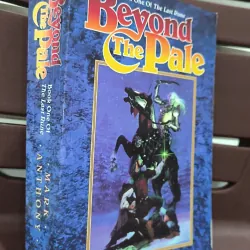 Book One Of The Last Rune
Beyond
The Pale
Beyond
The Pale
Book One Of
The Last Rune
MARK
ANTHONY